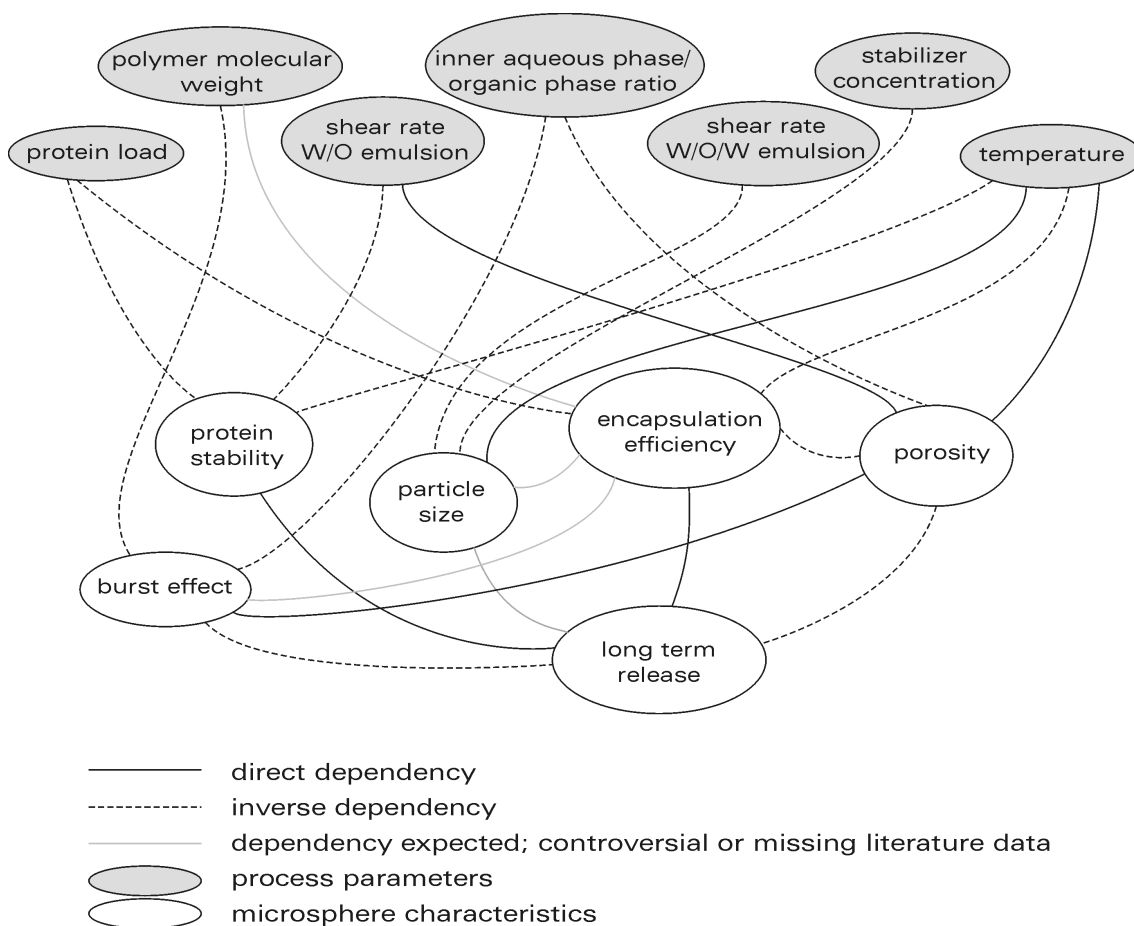 polymer molecular
weight
inner aqueous phase/
organic phase ratio
stabilizer
concentration
protein load
shear rate
W/O emulsion
shear rate
W/O/W emulsion
temperature
protein
stability
particle
size
encapsulation
efficiency
porosity
burst effect
long term
release
direct dependency
inverse dependency
dependency expected; controversial or missing literature data
process parameters
microsphere characteristics